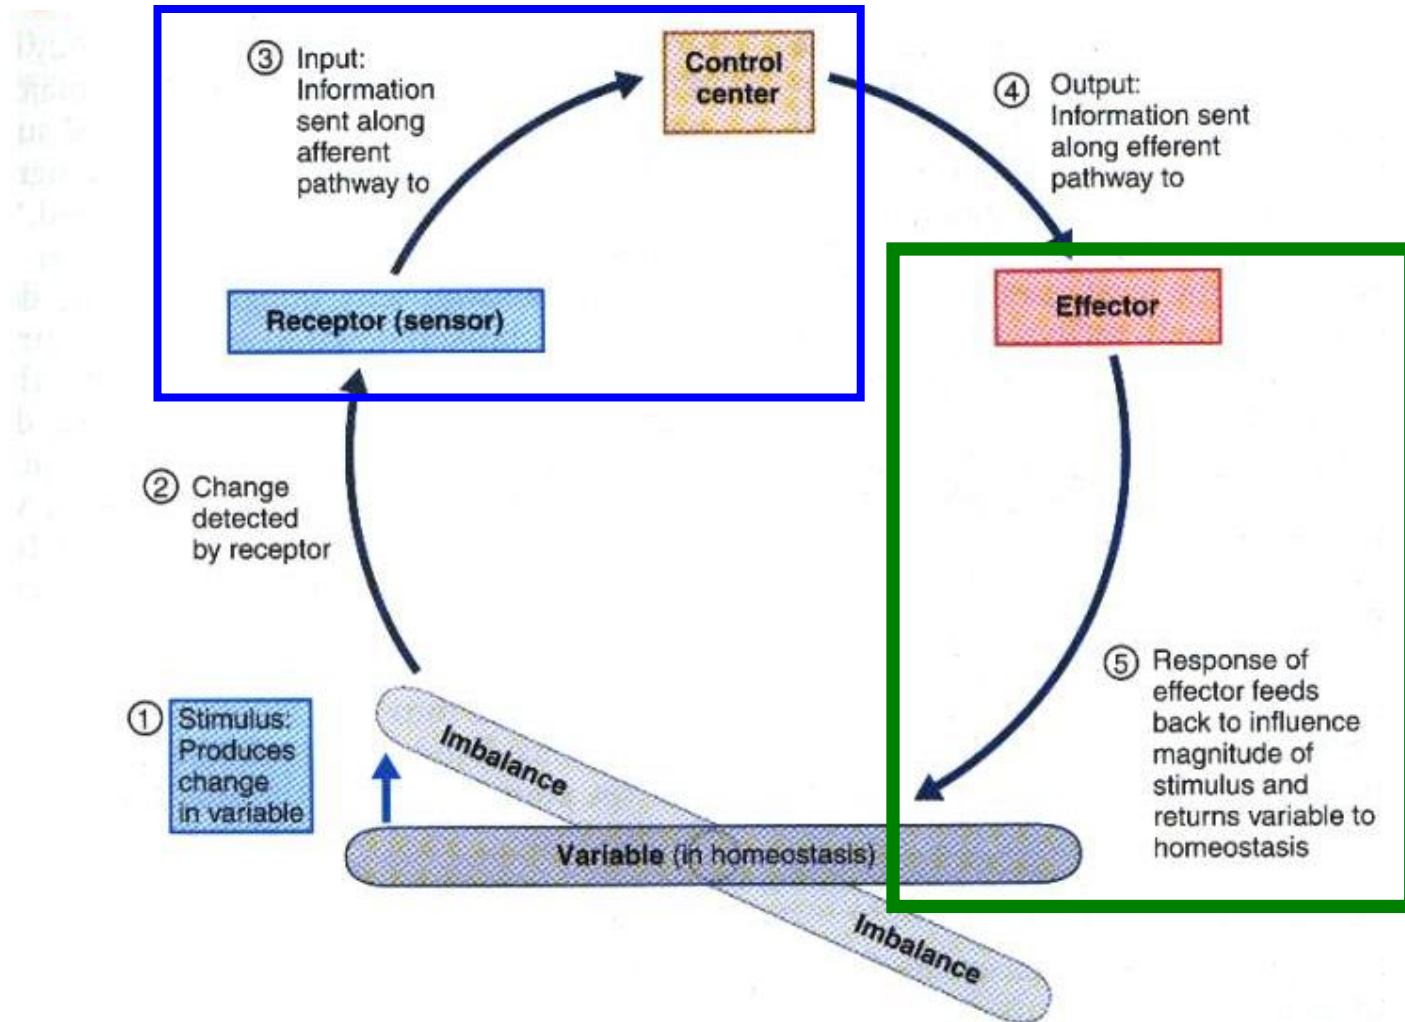 ③ Input:
Information
sent along
afferent
pathway to
Control
center
④ Output:
Information sent
along efferent
pathway to
Receptor (sensor)
Effector
② Change
detected
by receptor
① Stimulus:
Produces
change
in variable
Imbalance
Variable (in homeostasis)
Imbalance
⑤ Response of
effector feeds
back to influence
magnitude of
stimulus and
returns variable to
homeostasis